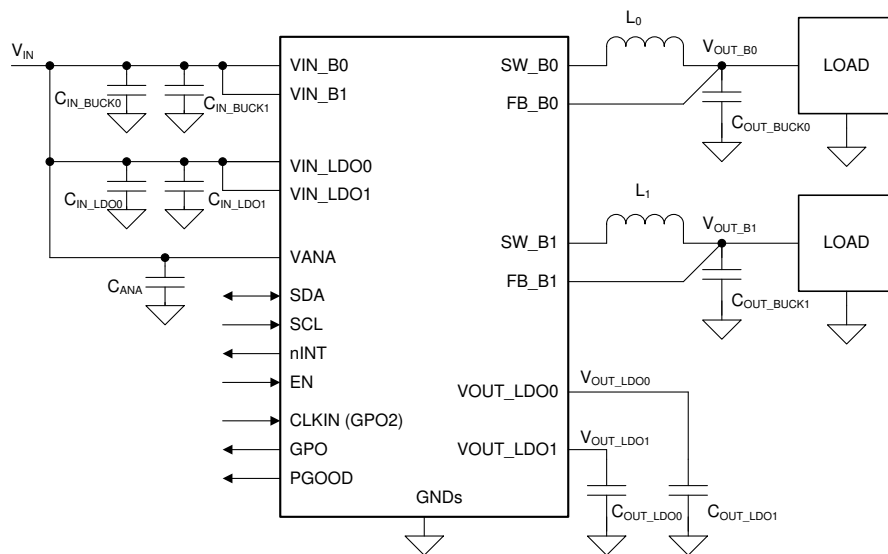 L0
VIN
VOUT_B0
VIN_B0
SW_B0
LOAD
VIN_B1
CIN_BUCK0
CIN_BUCK1
FB_B0
COUT_BUCK0
VIN_LDO0
VIN_LDO1
CIN_LDO0
CIN_LDO1
L1
VOUT_B1
SW_B1
LOAD
VANA
CANA
FB_B1
COUT_BUCK1
SDA
SCL
nINT
EN
VOUT_LDO0
VOUT_LDO0
CLKIN (GPO2)
GPO
VOUT_LDO1
VOUT_LDO1
PGOOD
GNDs
COUT_LDO0
COUT_LDO1